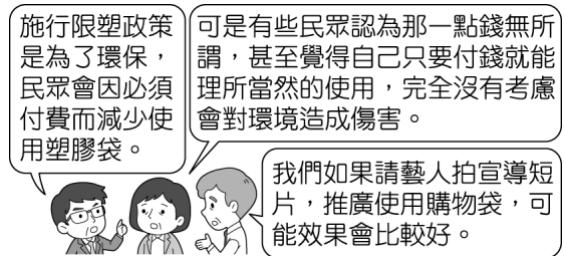 施行限塑政策
是為了環保，
民眾會因必須
付費而減少使
用塑膠袋。
可是有些民眾認為那一點錢無所
謂，甚至覺得自己只要付錢就能
理所當然的使用，完全沒有考慮
會對環境造成傷害。
我們如果請藝人拍宣導短
片，推廣使用購物袋，可
能效果會比較好。